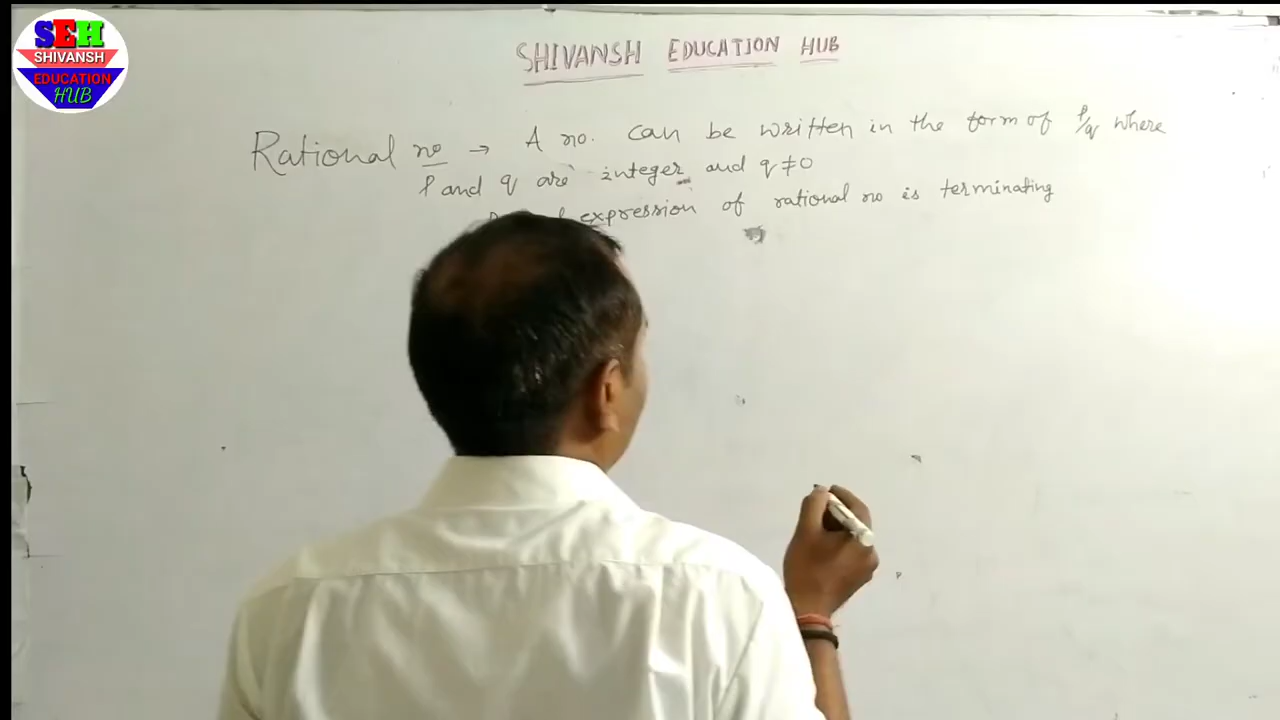 SEH
SHIVANSH
EDUCATION
HUB
SHIVANSH EDUCATION HUB
Rational no → A no. can be written in the form of P/q where
P and q are integer and q ≠ 0
expression of rational no is terminating